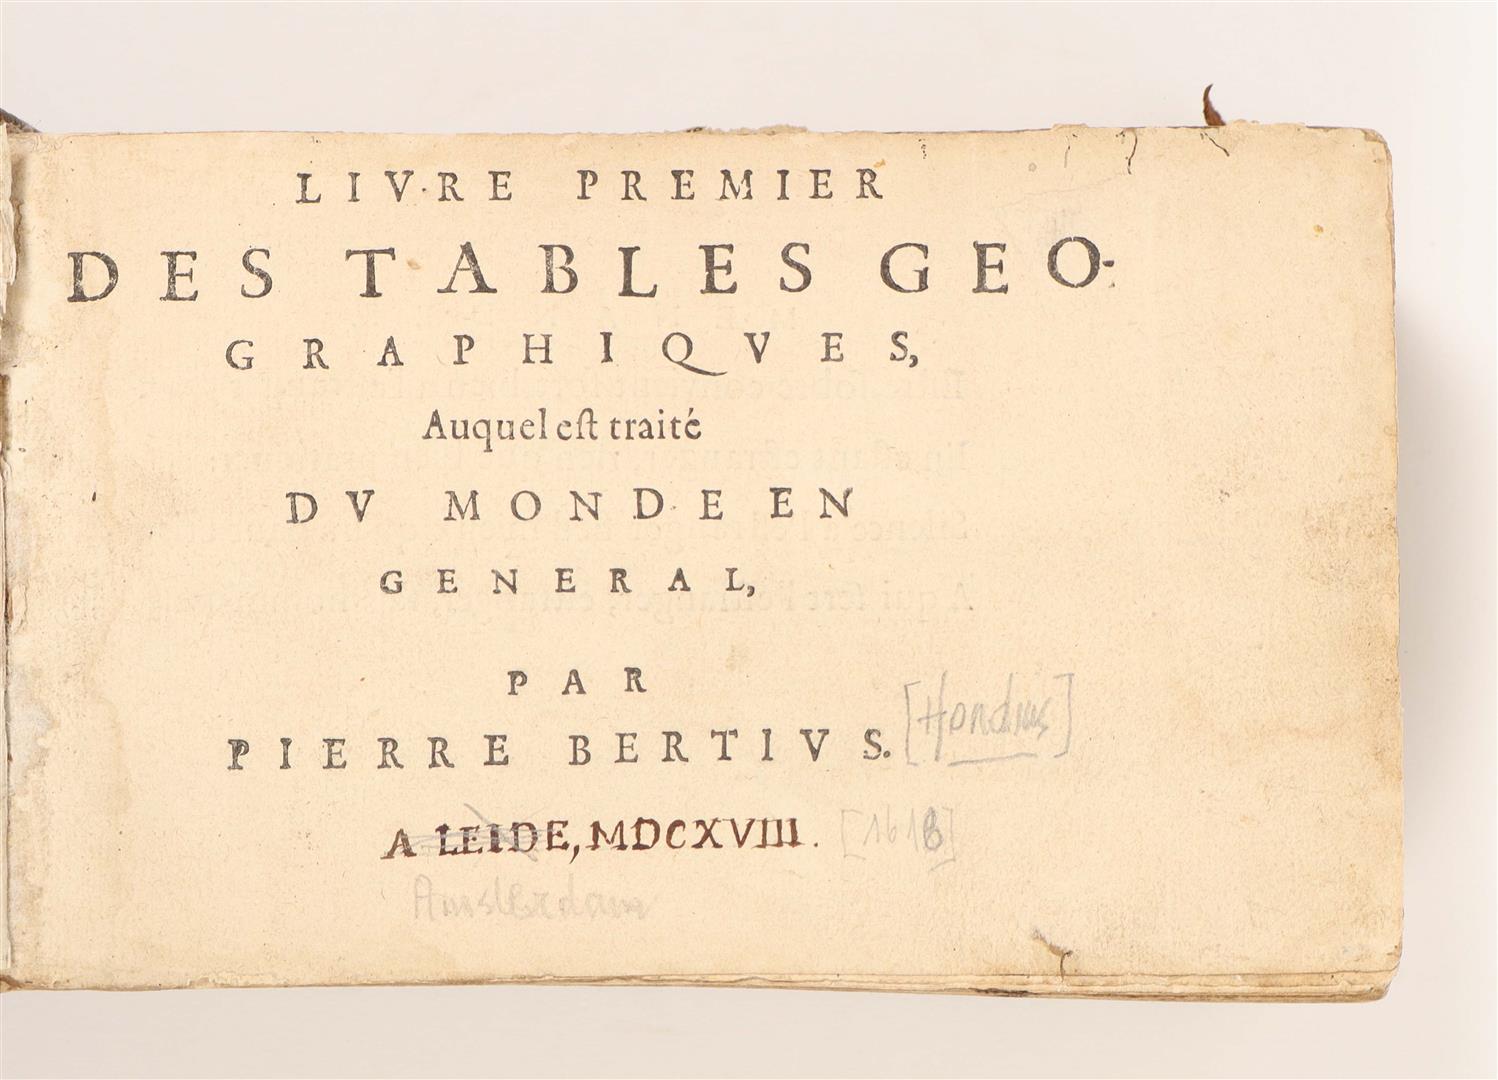 LIVRE PREMIER
DES TABLES GEO-
GRAPHIQVES,
Auquel eſt traité
DV MONDE EN
GENERAL,
PAR
PIERRE BERTIVS. [Hondius]
A LEIDE, MDCXVIII. [1618]
Amsterdam